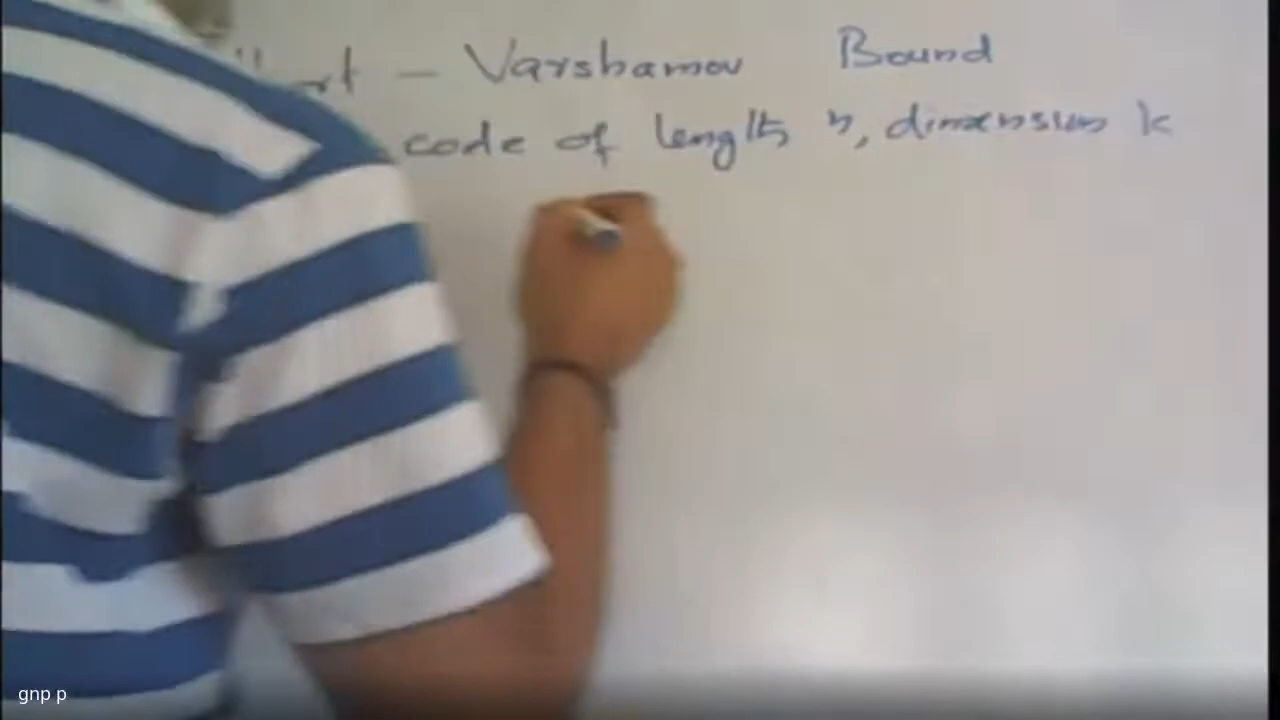 – Varshamov Bound
code of length n, dimension k
gnp p